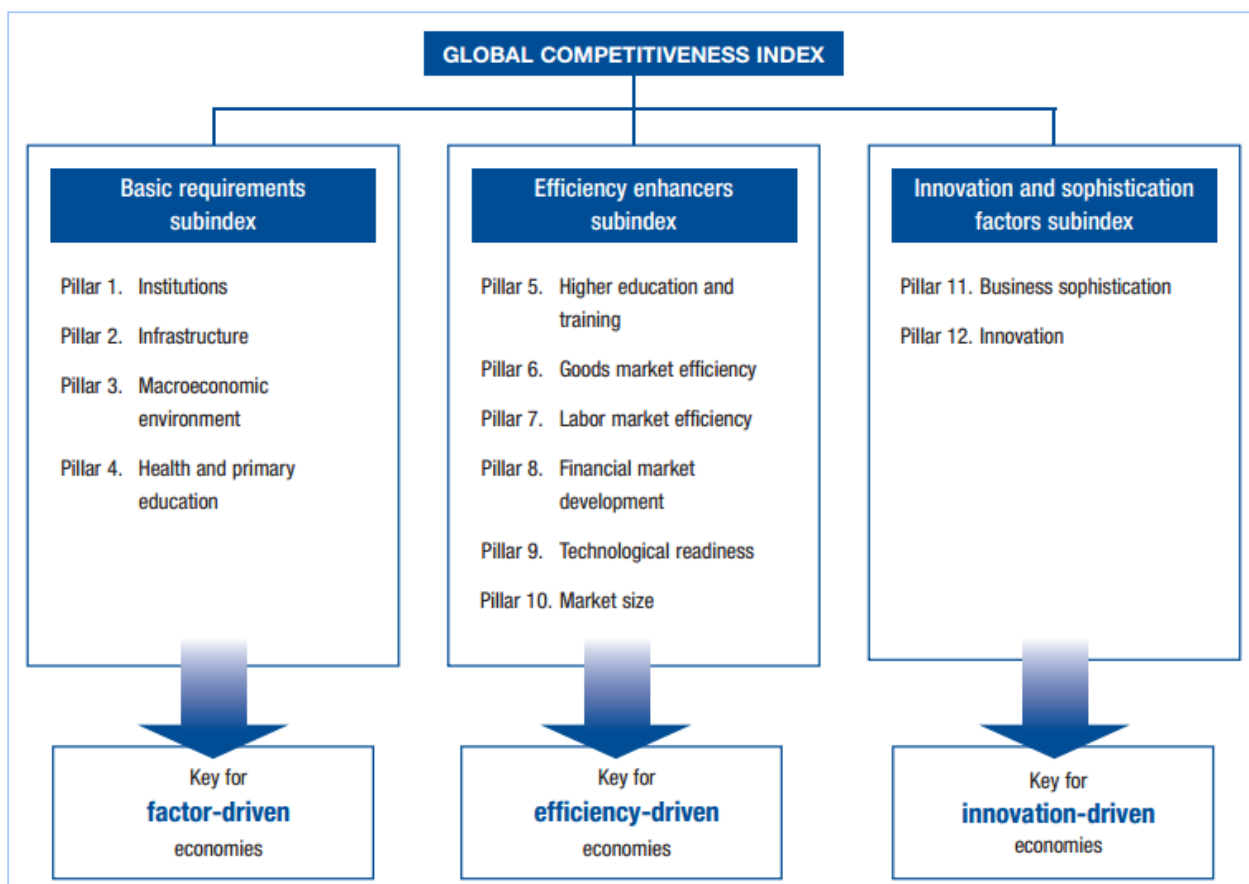 GLOBAL COMPETITIVENESS INDEX
Basic requirements
subindex
Pillar 1. Institutions
Pillar 2. Infrastructure
Pillar 3. Macroeconomic
environment
Pillar 4. Health and primary
education
Key for
factor-driven
economies
Efficiency enhancers
subindex
Pillar 5. Higher education and
training
Pillar 6. Goods market efficiency
Pillar 7. Labor market efficiency
Pillar 8. Financial market
development
Pillar 9. Technological readiness
Pillar 10. Market size
Key for
efficiency-driven
economies
Innovation and sophistication
factors subindex
Pillar 11. Business sophistication
Pillar 12. Innovation
Key for
innovation-driven
economies